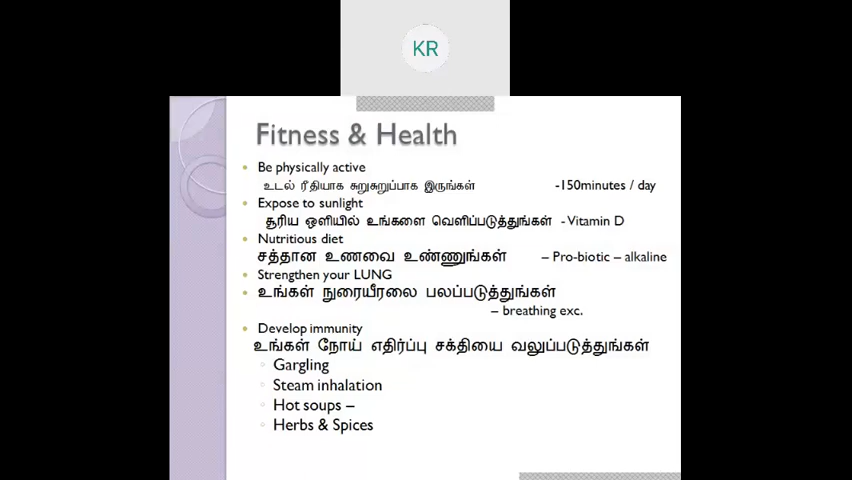 KR
Fitness & Health
Be physically active
உடல் ரீதியாக சுறுசுறுப்பாக இருங்கள் -150minutes / day
Expose to sunlight
சூரிய ஒளியில் உங்களை வெளிப்படுத்துங்கள் - Vitamin D
Nutritious diet
சத்தான உணவை உண்ணுங்கள் – Pro-biotic – alkaline
Strengthen your LUNG
உங்கள் நுரையீரலை பலப்படுத்துங்கள்
– breathing exc.
Develop immunity
உங்கள் நோய் எதிர்ப்பு சக்தியை வலுப்படுத்துங்கள்
Gargling
Steam inhalation
Hot soups –
Herbs & Spices